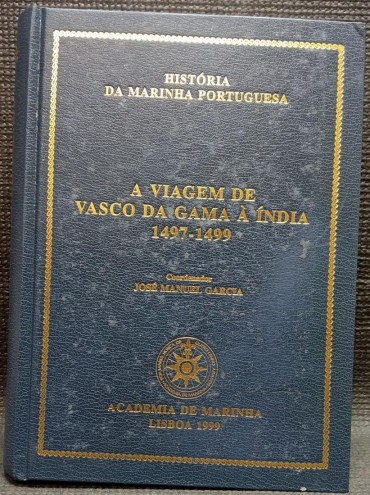 HISTÓRIA
DA MARINHA PORTUGUESA
A VIAGEM DE
VASCO DA GAMA À ÍNDIA
1497-1499
Coordenador
JOSÉ MANUEL GARCIA
ACADEMIA DE MARINHA
LISBOA 1999